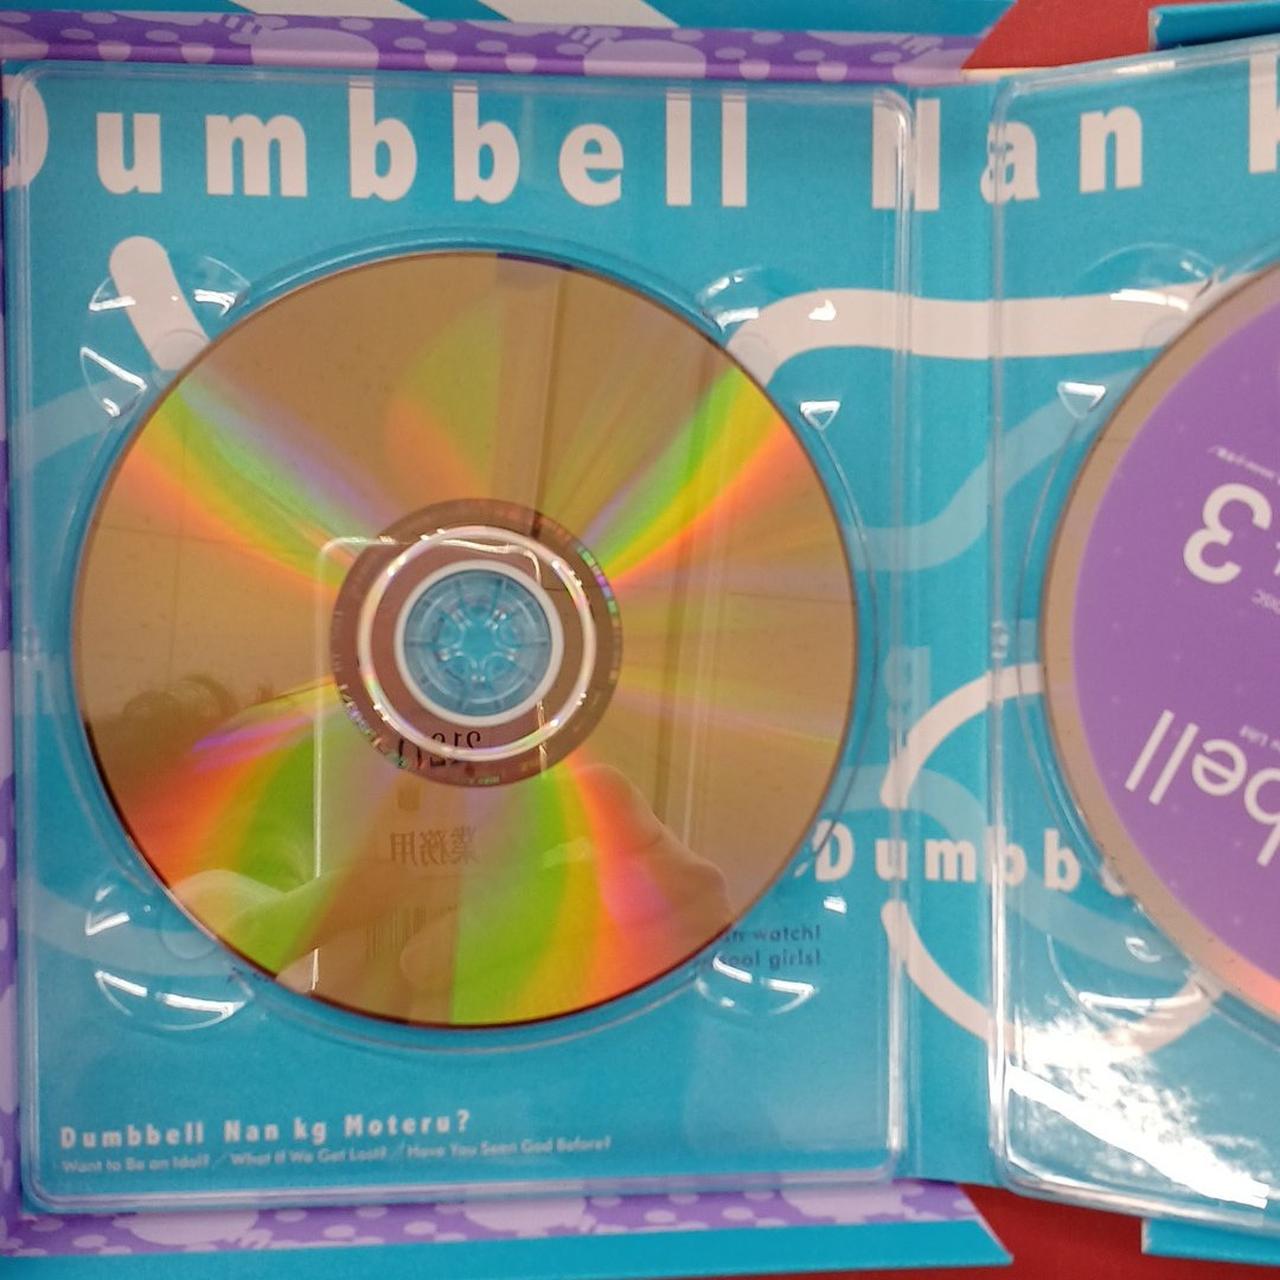 Dumbbell Nan
3
bell
Dumbb
watch!
cool girls!
業務用
Dumbbell Nan kg Moteru?
Want to Be an Idol? / What If We Get Lost? / Have You Seen God Before?